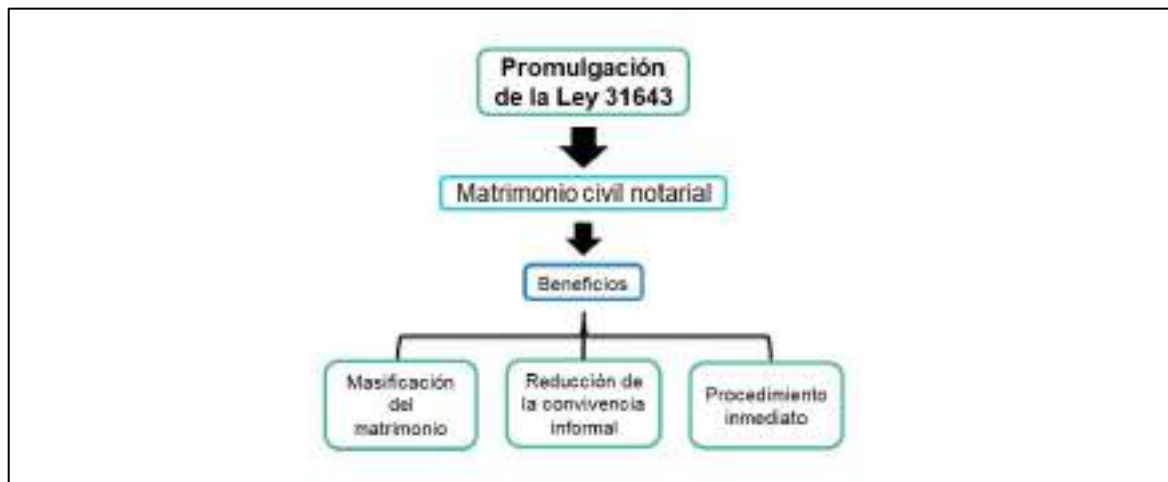 Promulgación
de la Ley 31643
Matrimonio civil notarial
Beneficios
Masificación
del
matrimonio
Reducción de
la convivencia
informal
Procedimiento
inmediato